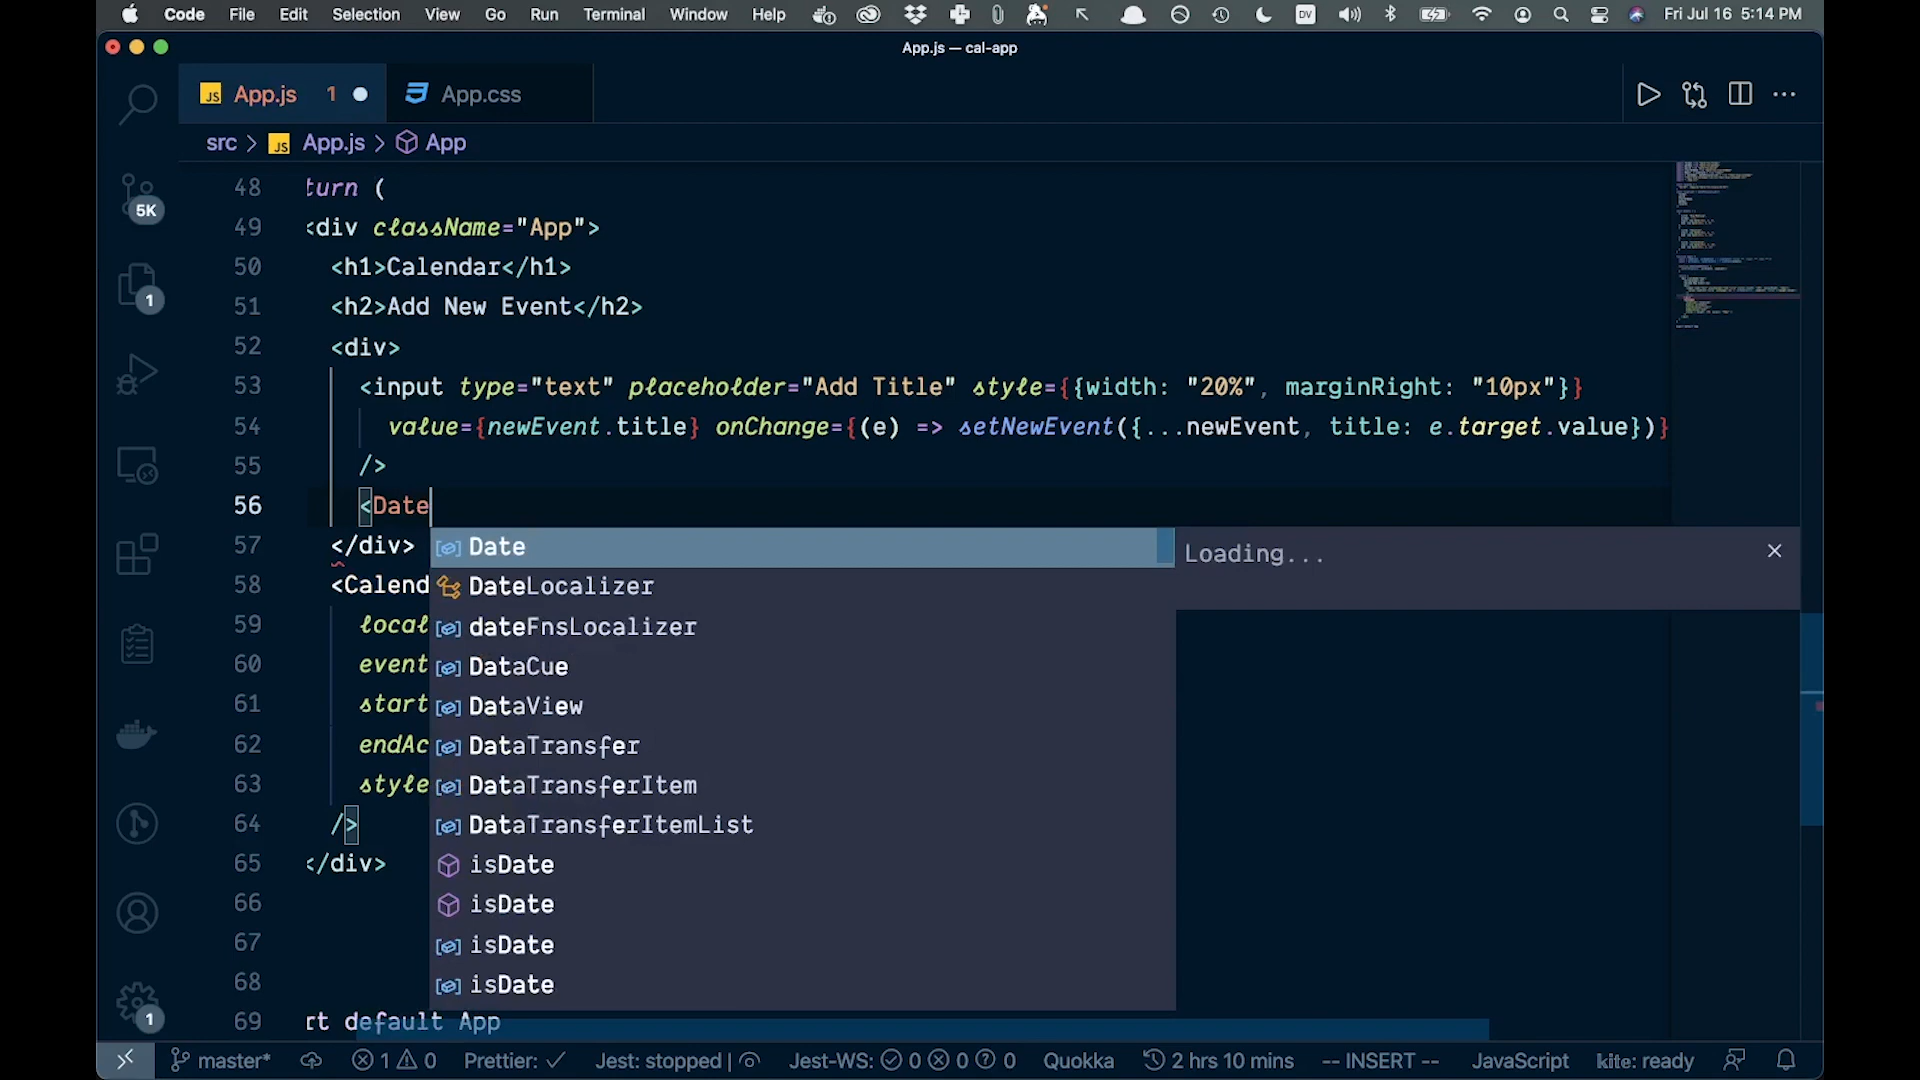 Code File Edit Selection View Go Run Terminal Window Help DV Fri Jul 16 5:14 PM
App.js — cal-app
JS App.js 1 App.css
src > JS App.js > App
5K
1
1
48 turn (
49 <div className="App">
50 <h1>Calendar</h1>
51 <h2>Add New Event</h2>
52 <div>
53 <input type="text" placeholder="Add Title" style={{width: "20%", marginRight: "10px"}}
54 value={newEvent.title} onChange={(e) => setNewEvent({...newEvent, title: e.target.value})}
55 />
56 <Date
57 </div>
58 <Calend
59 local
60 event
61 start
62 endAc
63 style
64 />
65 </div>
66
67
68
69 rt default App
Date
DateLocalizer
dateFnsLocalizer
DataCue
DataView
DataTransfer
DataTransferItem
DataTransferItemList
isDate
isDate
isDate
isDate
Loading...
master* 1 0 Prettier: ✓ Jest: stopped | Jest-WS: 0 0 0 Quokka 2 hrs 10 mins -- INSERT -- JavaScript kite: ready